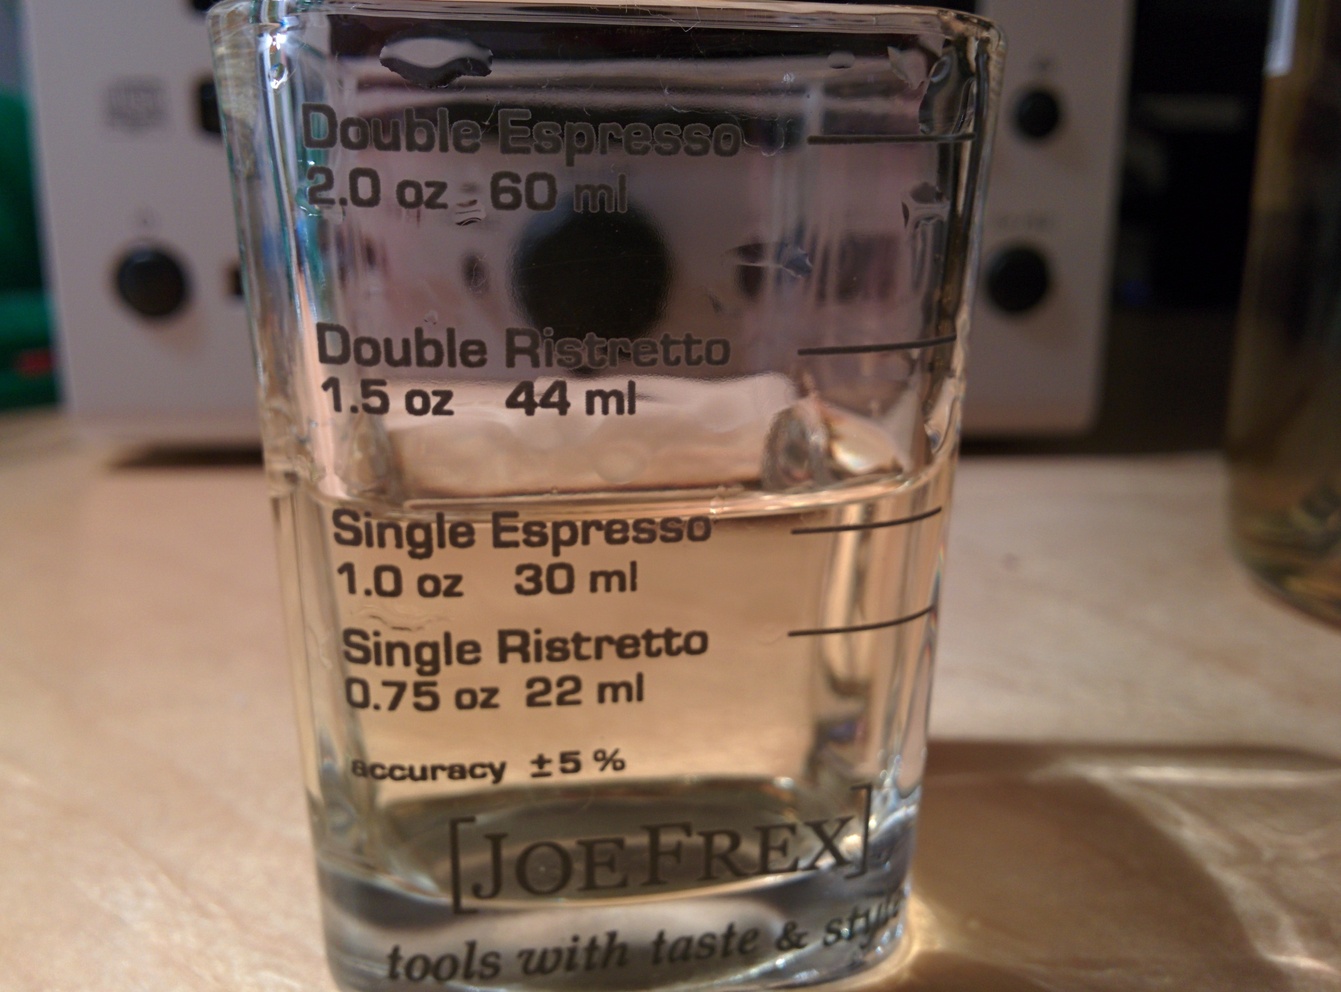 Double Espresso
2.0 oz 60 ml
Double Ristretto
1.5 oz 44 ml
Single Espresso
1.0 oz 30 ml
Single Ristretto
0.75 oz 22 ml
accuracy ±5 %
[JOEFREX]
tools with taste & style